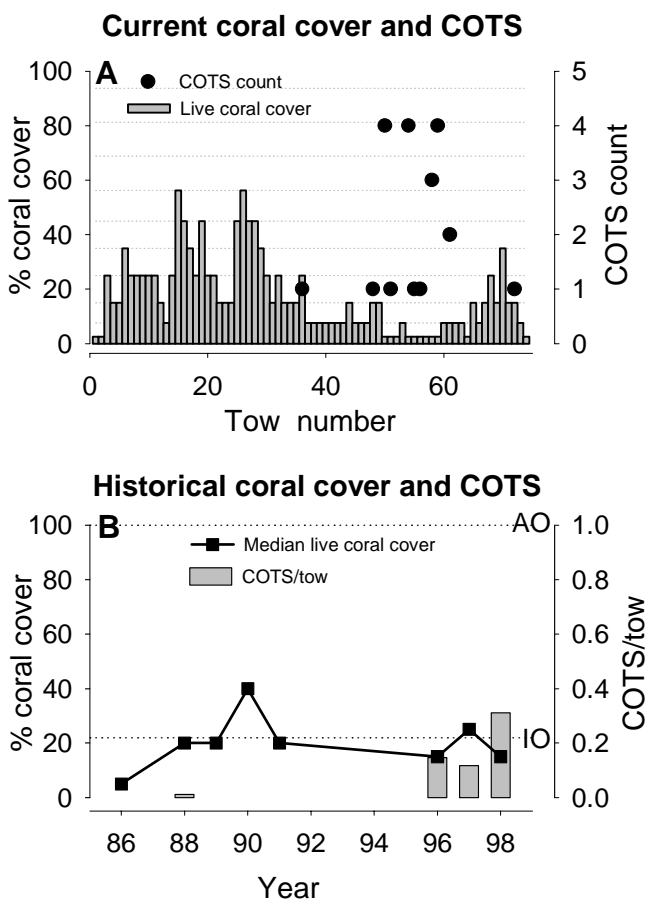 Current coral cover and COTS
A
COTS count
Live coral cover
% coral cover
100
80
60
40
20
0
5
4
3
2
1
0
COTS count
0 20 40 60
Tow number
Historical coral cover and COTS
B
AO
Median live coral cover
COTS/tow
% coral cover
100
80
60
40
20
0
IO
1.0
0.8
0.6
0.4
0.2
0.0
COTS/tow
86 88 90 92 94 96 98
Year